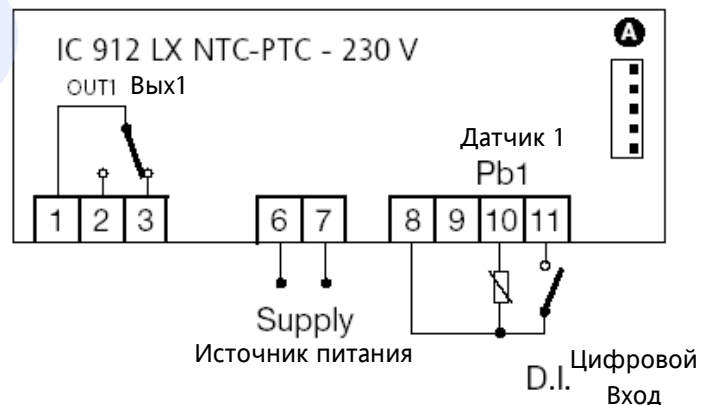 IC 912 LX NTC-PTC - 230 V
A
OUT1 Вых1
Датчик 1
Pb1
1 2 3 6 7 8 9 10 11
Supply
Источник питания
D.I. Цифровой
Вход